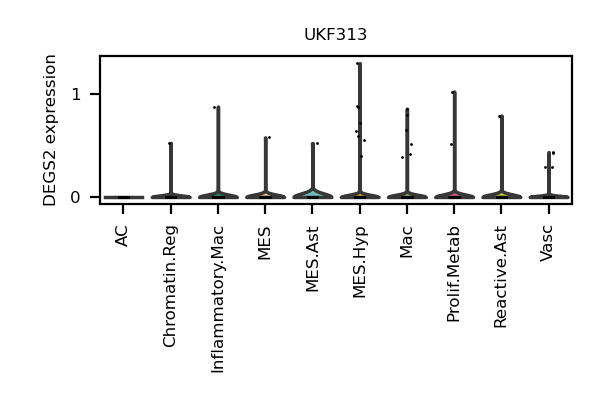 UKF313
DEGS2 expression
1
0
AC
Chromatin.Reg
Inflammatory.Mac
MES
MES.Ast
MES.Hyp
Mac
Prolif.Metab
Reactive.Ast
Vasc